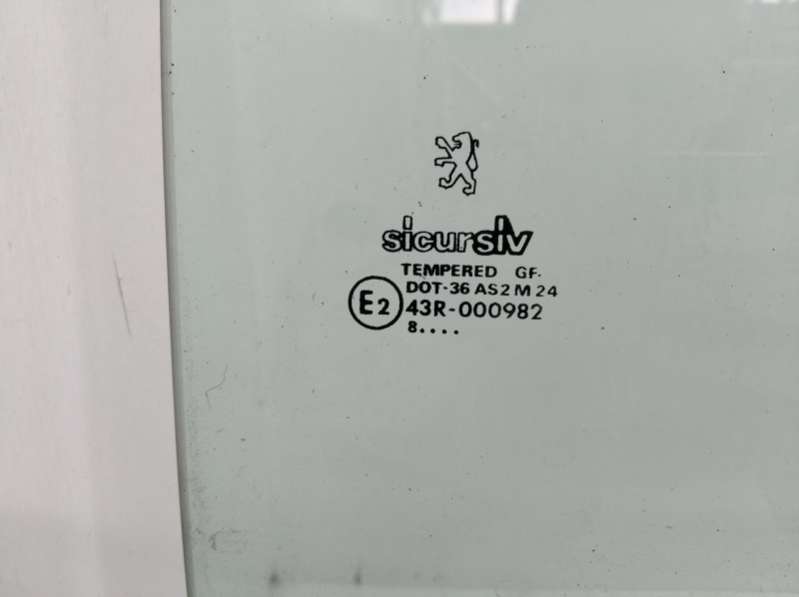 sicursiv
TEMPERED GF.
DOT-36 AS2 M 24
E2 43R-000982
8....